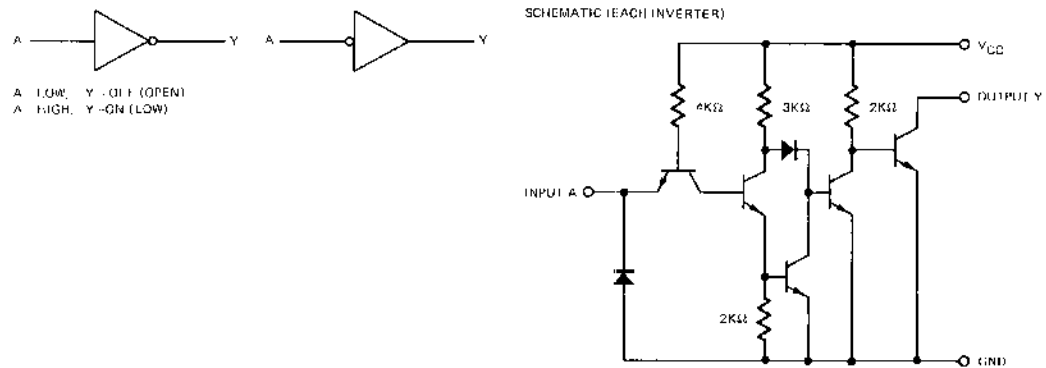 SCHEMATIC (EACH INVERTER)
A Y
A Y
A LOW, Y - OFF (OPEN)
A HIGH, Y - ON (LOW)
VCC
OUTPUT Y
4KΩ
3KΩ
2KΩ
INPUT A
2KΩ
GND